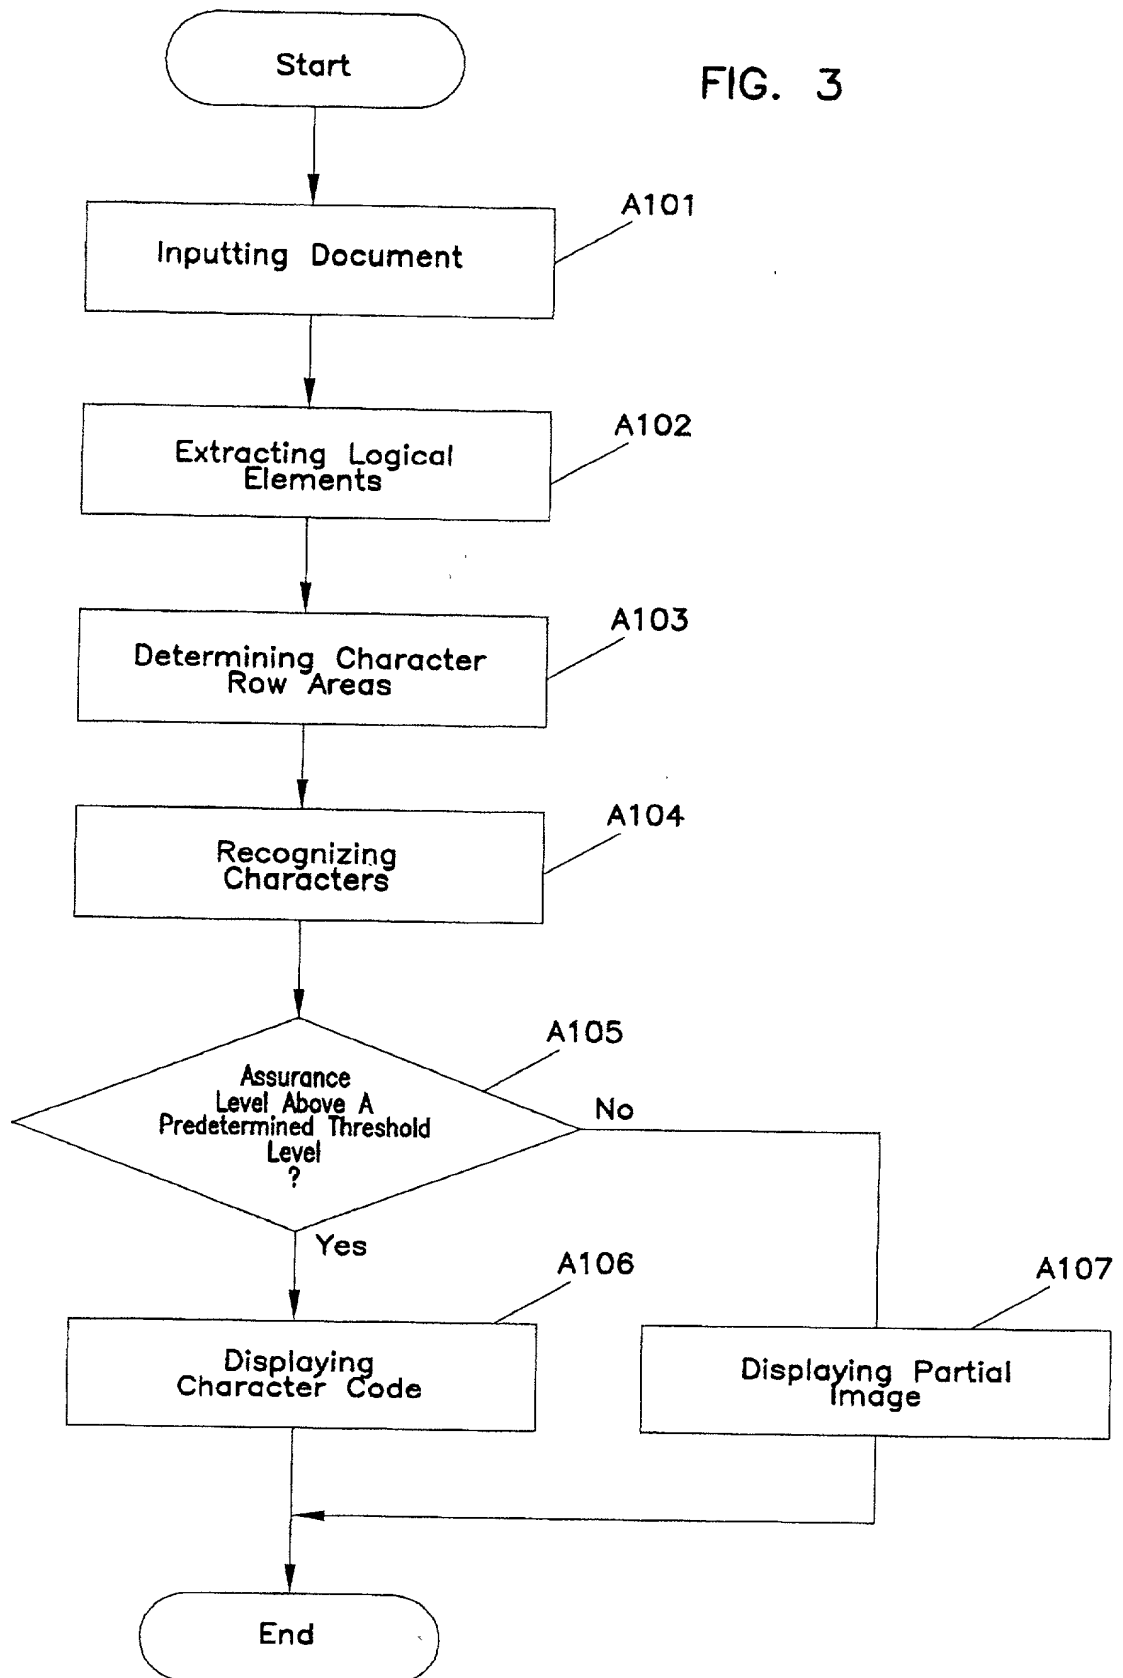 Start
FIG. 3
A101
Inputting Document
A102
Extracting Logical
Elements
A103
Determining Character
Row Areas
A104
Recognizing
Characters
A105
Assurance
Level Above A
Predetermined Threshold
Level
?
No
Yes
A106
Displaying
Character Code
A107
Displaying Partial
Image
End